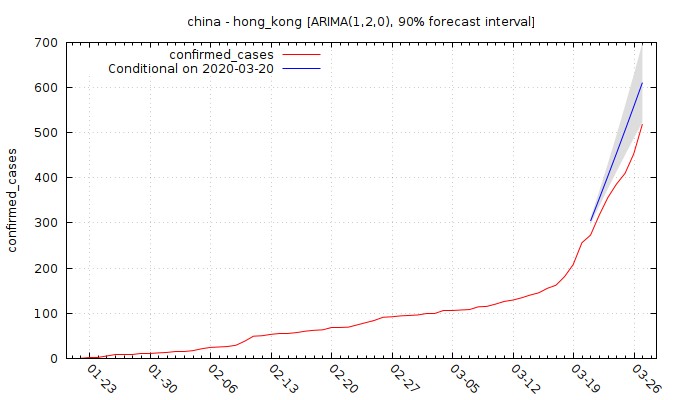 china - hong_kong [ARIMA(1,2,0), 90% forecast interval]
confirmed_cases
Conditional on 2020-03-20
confirmed_cases
700
600
500
400
300
200
100
0
01-23 01-30 02-06 02-13 02-20 02-27 03-05 03-12 03-19 03-26